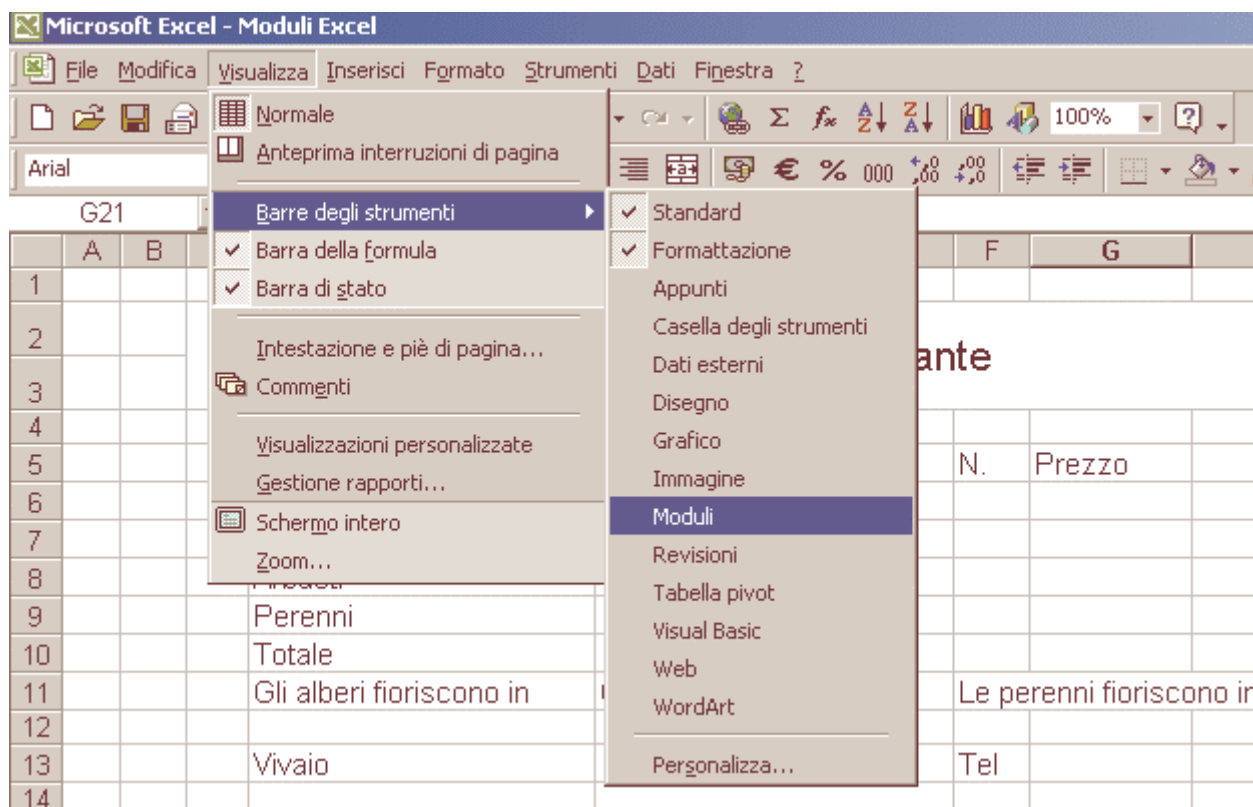 Microsoft Excel - Moduli Excel
File Modifica Visualizza Inserisci Formato Strumenti Dati Finestra ?
100%
Arial
€ % 000
G21
Normale
Anteprima interruzioni di pagina
Barre degli strumenti
Barra della formula
Barra di stato
Intestazione e piè di pagina...
Commenti
Visualizzazioni personalizzate
Gestione rapporti...
Schermo intero
Zoom...
Standard
Formattazione
Appunti
Casella degli strumenti
Dati esterni
Disegno
Grafico
Immagine
Moduli
Revisioni
Tabella pivot
Visual Basic
Web
WordArt
Personalizza...
A B F G
1
2
3
4
5 N. Prezzo
6
7
8
9 Perenni
10 Totale
11 Gli alberi fioriscono in Le perenni fioriscono
12
13 Vivaio Tel
14